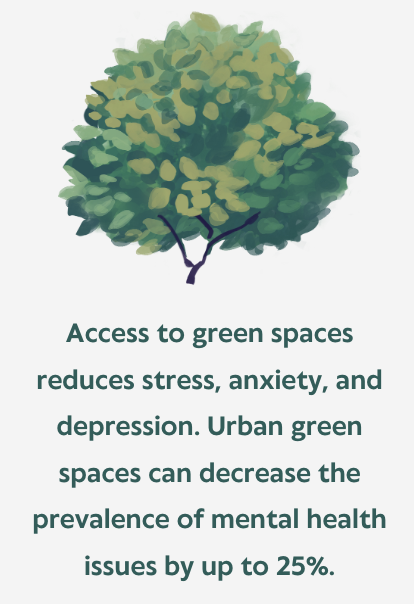 Access to green spaces
reduces stress, anxiety, and
depression. Urban green
spaces can decrease the
prevalence of mental health
issues by up to 25%.